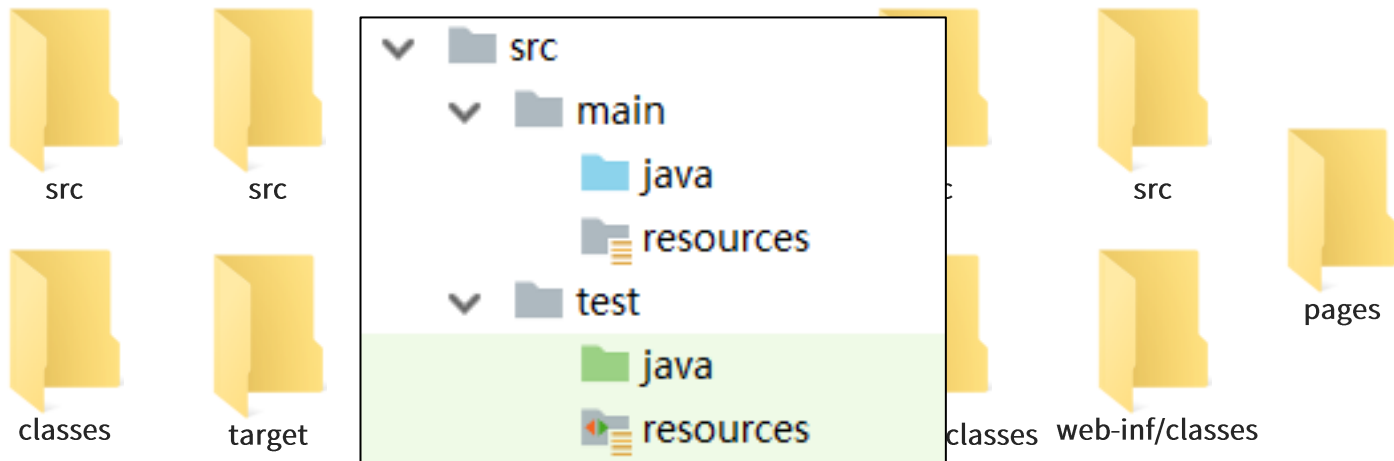 src
main
java
resources
test
java
resources
src
src
src
pages
classes
target
classes
web-inf/classes